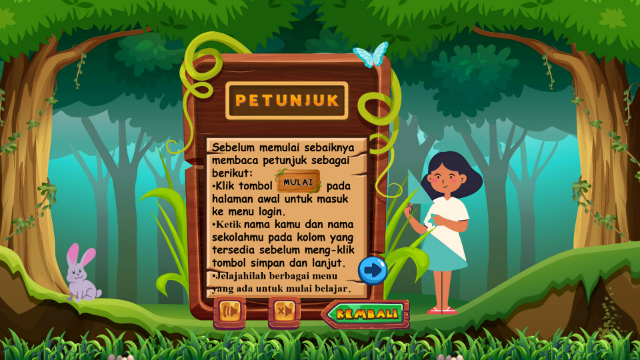 PETUNJUK
Sebelum memulai sebaiknya
membaca petunjuk sebagai
berikut:
•Klik tombol MULAI pada
halaman awal untuk masuk
ke menu login.
•Ketik nama kamu dan nama
sekolahmu pada kolom yang
tersedia sebelum meng-klik
tombol simpan dan lanjut.
•Jelajahilah berbagai menu
yang ada untuk mulai belajar.
KEMBALI